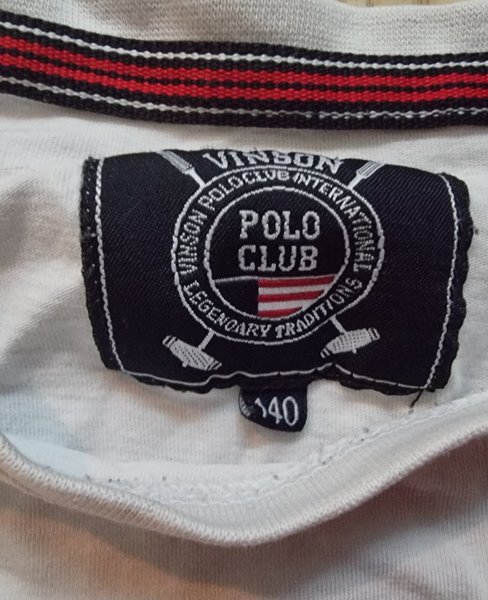 VINSON
VINSON POLO CLUB INTERNATIONAL
POLO
CLUB
LEGENDARY TRADITIONS
140